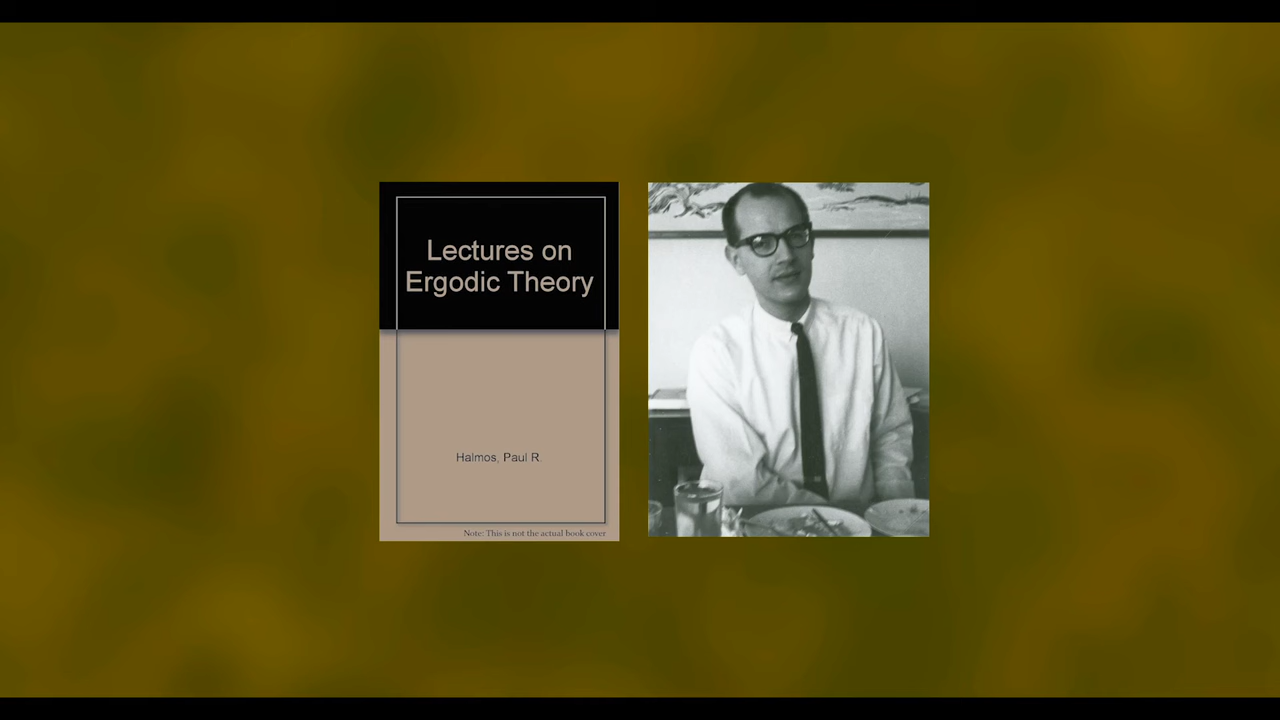 Lectures on
Ergodic Theory
Halmos, Paul R.
Note: This is not the actual book cover